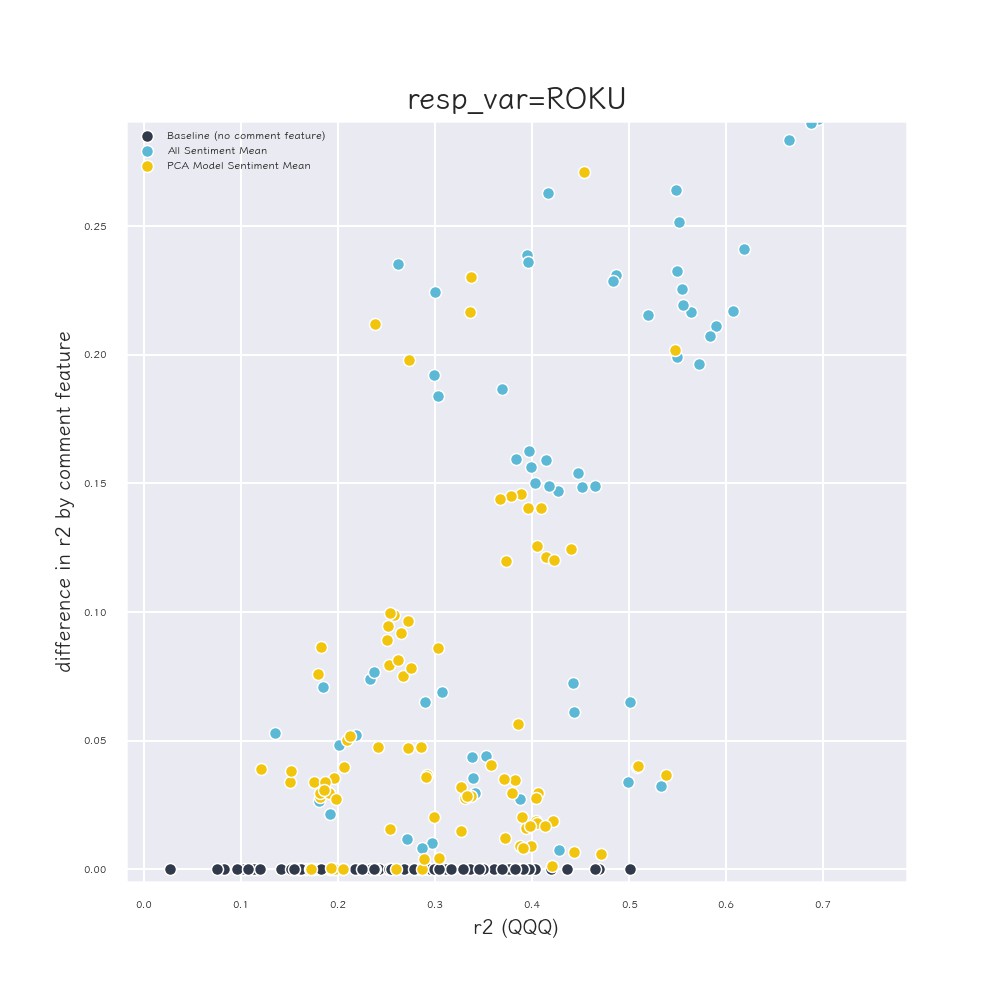 resp_var=ROKU
Baseline (no comment feature)
All Sentiment Mean
PCA Model Sentiment Mean
difference in r2 by comment feature
0.25
0.20
0.15
0.10
0.05
0.00
0.0 0.1 0.2 0.3 0.4 0.5 0.6 0.7
r2 (QQQ)